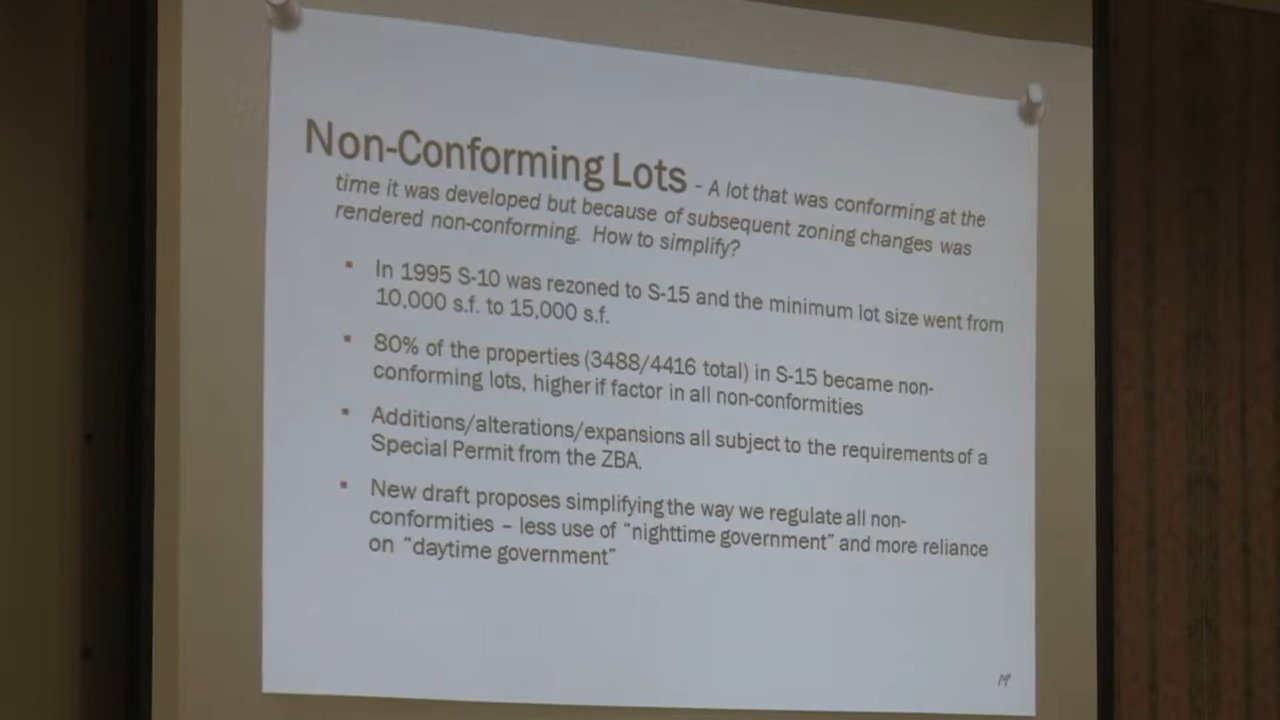 Non-Conforming Lots - A lot that was conforming at the
time it was developed but because of subsequent zoning changes was
rendered non-conforming. How to simplify?
▪ In 1995 S-10 was rezoned to S-15 and the minimum lot size went from
10,000 s.f. to 15,000 s.f.
▪ 80% of the properties (3488/4416 total) in S-15 became non-
conforming lots, higher if factor in all non-conformities
▪ Additions/alterations/expansions all subject to the requirements of a
Special Permit from the ZBA.
▪ New draft proposes simplifying the way we regulate all non-
conformities – less use of “nighttime government” and more reliance
on “daytime government”
19